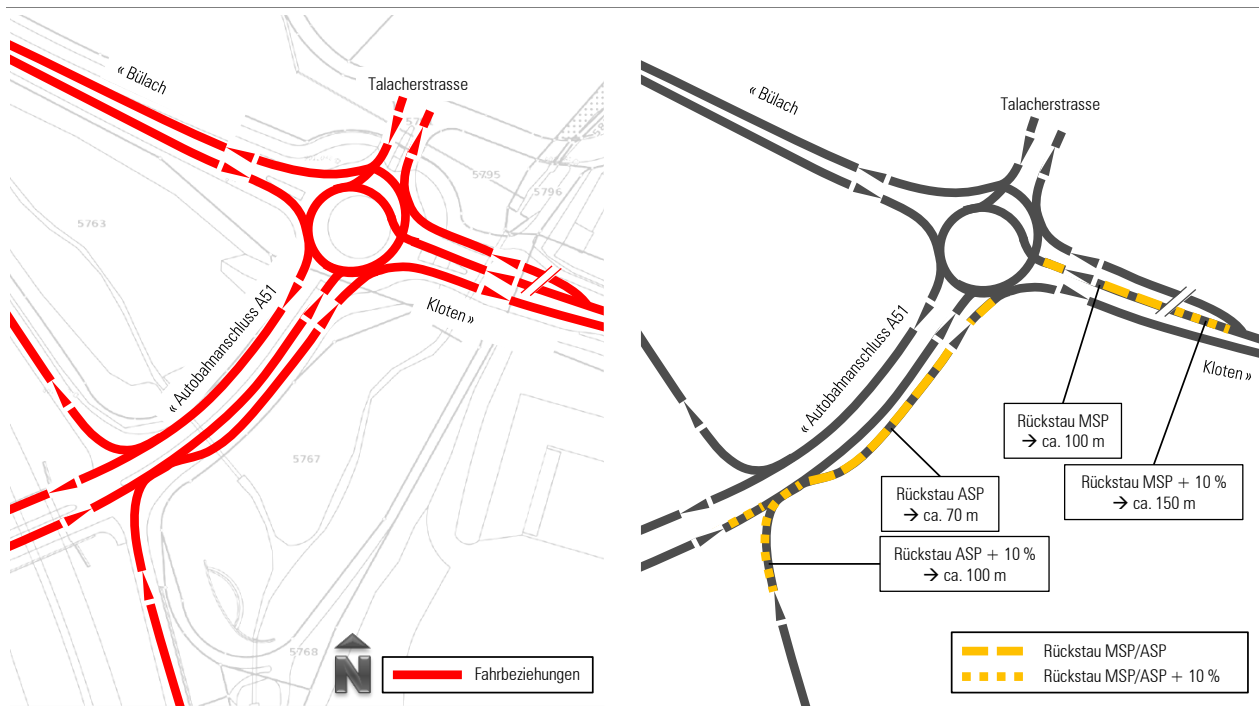 « Bülach
Talacherstrasse
5795
5796
5763
« Autobahnanschluss A51
Kloten »
5767
5768
N
Fahrbeziehungen
« Bülach
Talacherstrasse
« Autobahnanschluss A51
Kloten »
Rückstau MSP
→ ca. 100 m
Rückstau MSP + 10 %
→ ca. 150 m
Rückstau ASP
→ ca. 70 m
Rückstau ASP + 10 %
→ ca. 100 m
Rückstau MSP/ASP
Rückstau MSP/ASP + 10 %